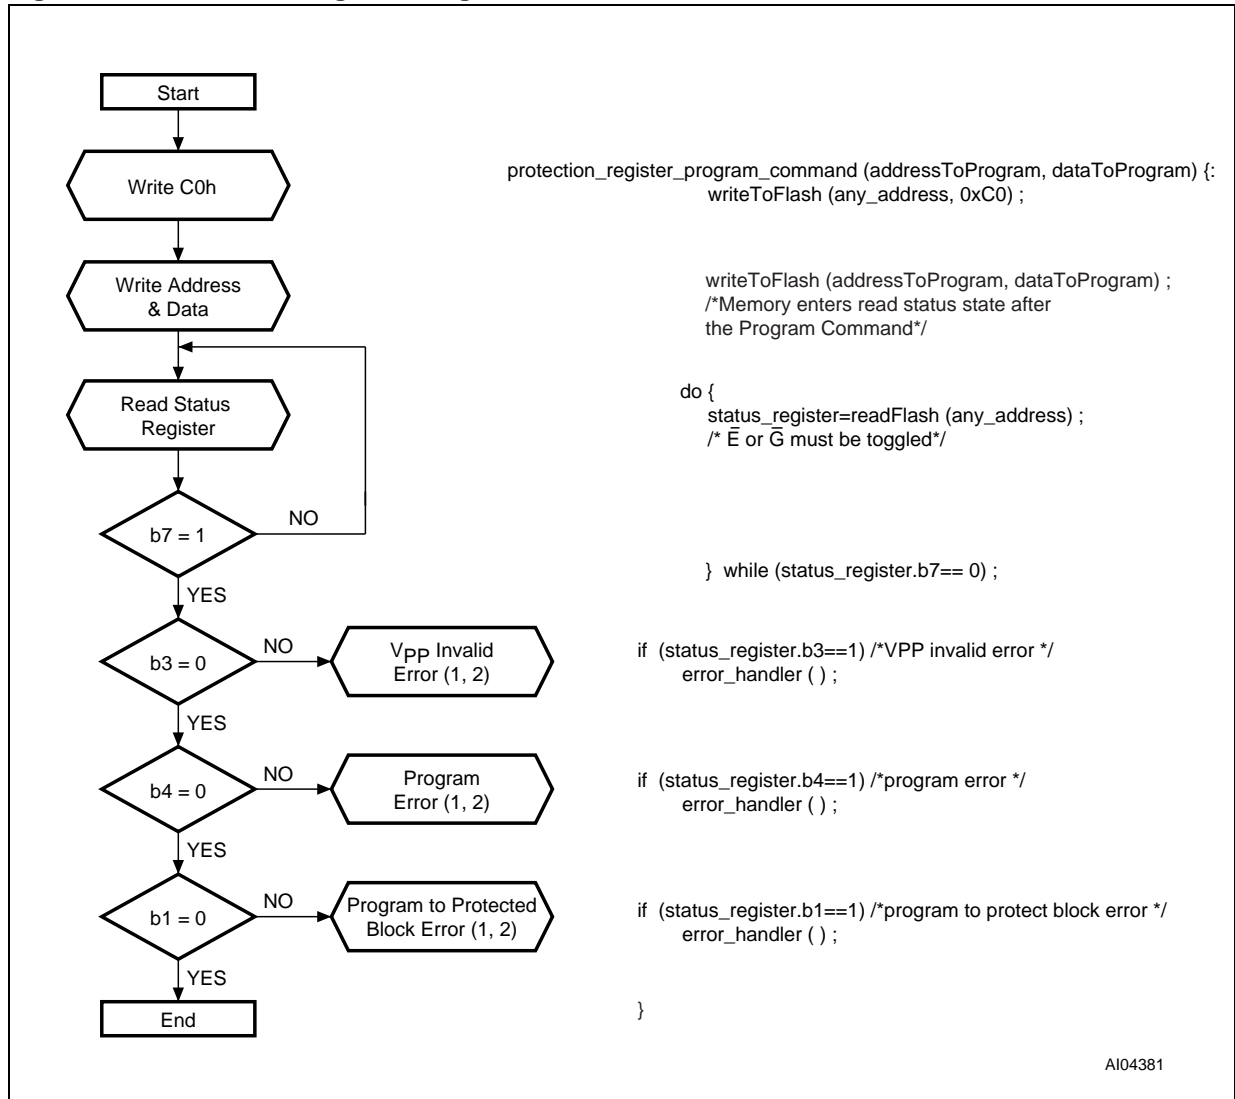 Start
Write C0h
protection_register_program_command (addressToProgram, dataToProgram) {:
writeToFlash (any_address, 0xC0) ;
Write Address
& Data
writeToFlash (addressToProgram, dataToProgram) ;
/*Memory enters read status state after
the Program Command*/
Read Status
Register
do {
status_register=readFlash (any_address) ;
/* E̅ or G̅ must be toggled*/
b7 = 1
NO
YES
} while (status_register.b7== 0) ;
b3 = 0
NO
YES
VPP Invalid
Error (1, 2)
if (status_register.b3==1) /*VPP invalid error */
error_handler ( ) ;
b4 = 0
NO
YES
Program
Error (1, 2)
if (status_register.b4==1) /*program error */
error_handler ( ) ;
b1 = 0
NO
YES
Program to Protected
Block Error (1, 2)
if (status_register.b1==1) /*program to protect block error */
error_handler ( ) ;
End
}
AI04381